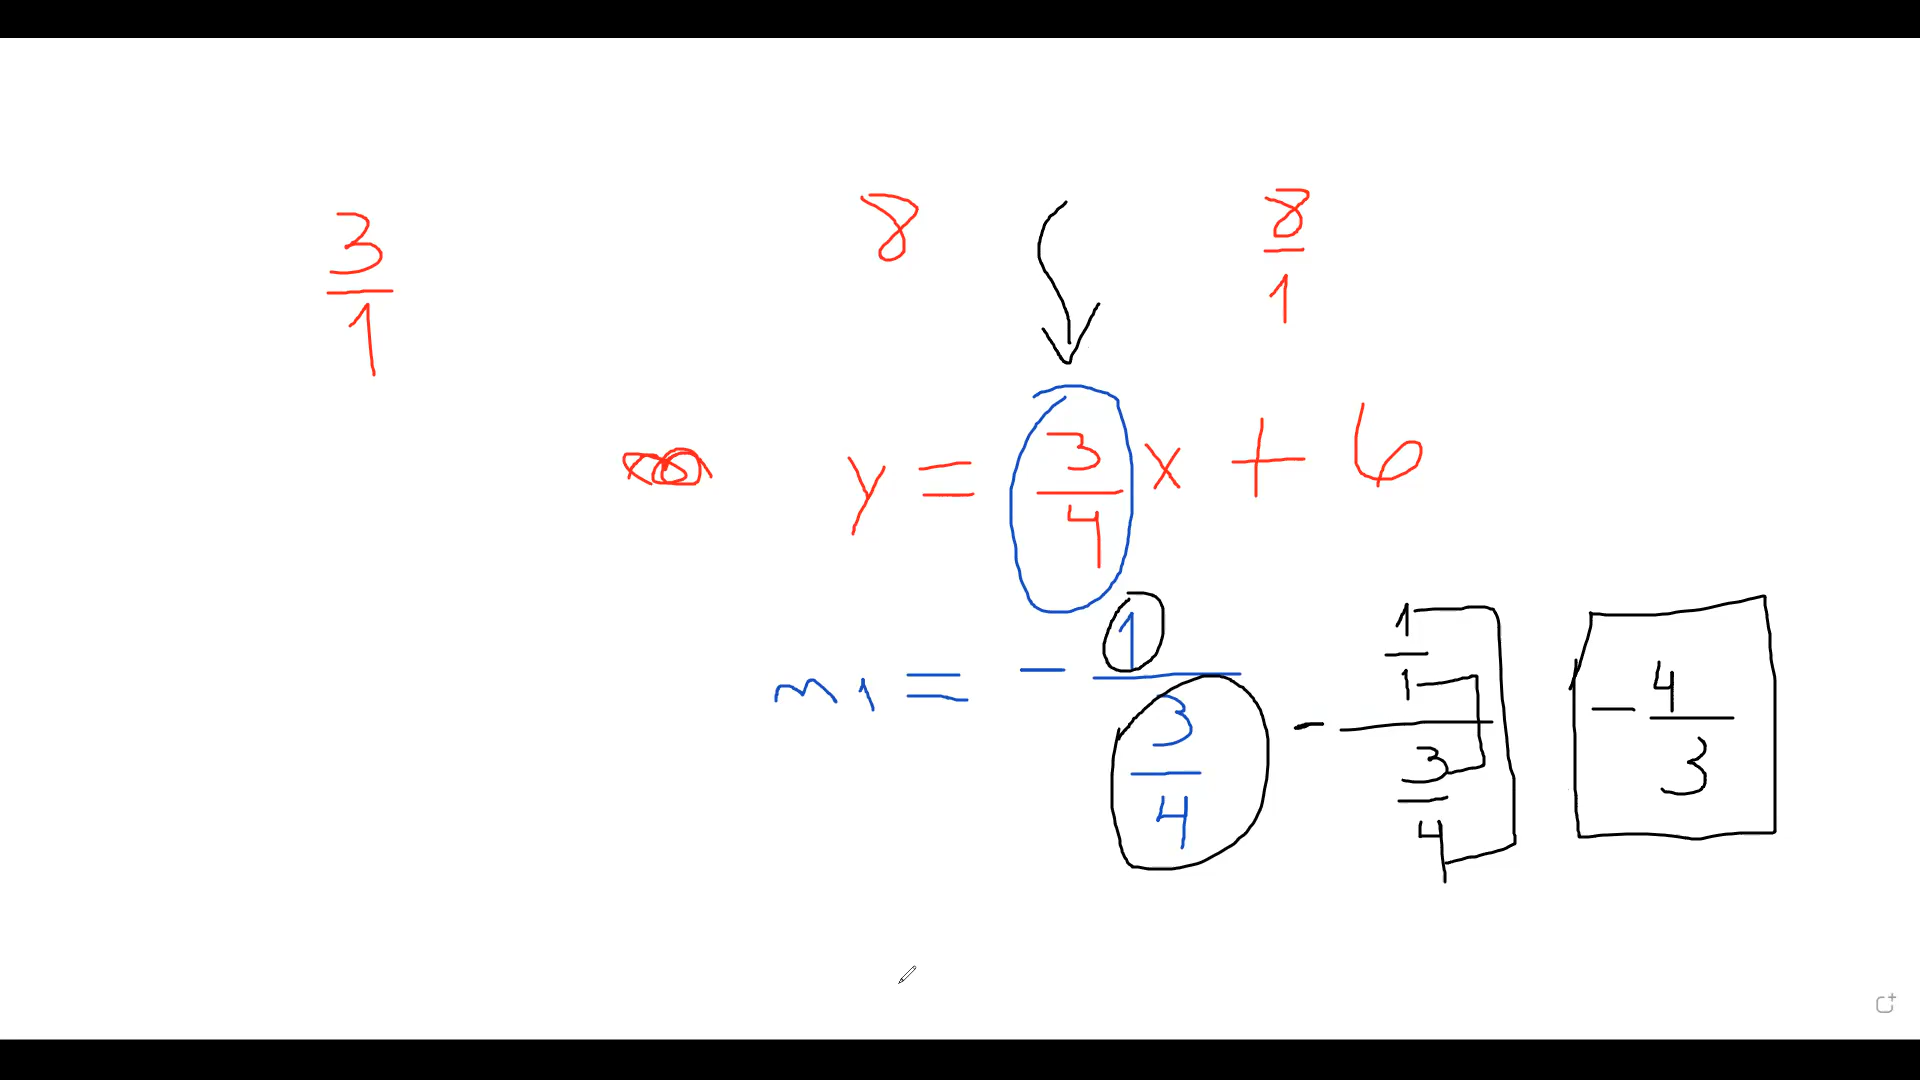 3/1
8
8/1
y = 3/4 x + 6
m1 = - 1/(3/4)
- (1/1)/(3/4)
- 4/3